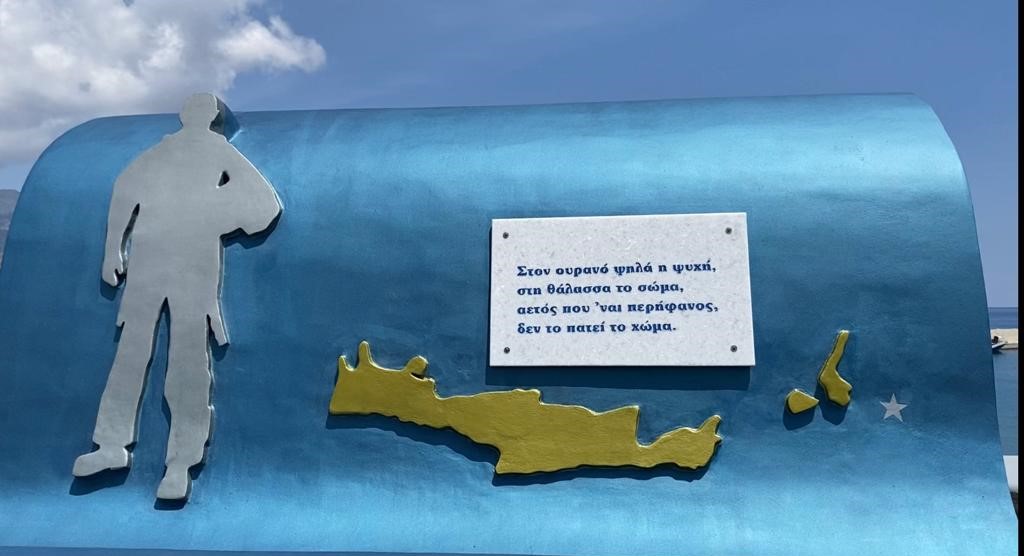 Στον ουρανό ψηλά η ψυχή,
στη θάλασσα το σώμα,
αετός που 'ναι περήφανος,
δεν το πατεί το χώμα.